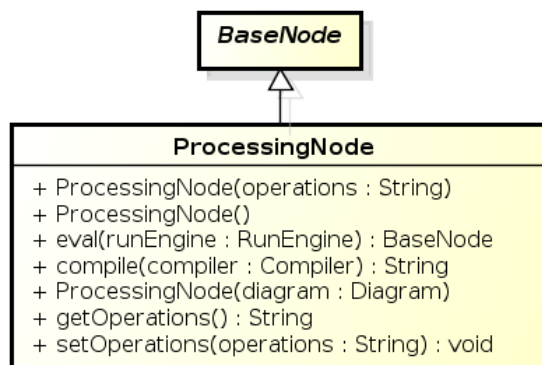 BaseNode
ProcessingNode
+ ProcessingNode(operations : String)
+ ProcessingNode()
+ eval(runEngine : RunEngine) : BaseNode
+ compile(compiler : Compiler) : String
+ ProcessingNode(diagram : Diagram)
+ getOperations() : String
+ setOperations(operations : String) : void